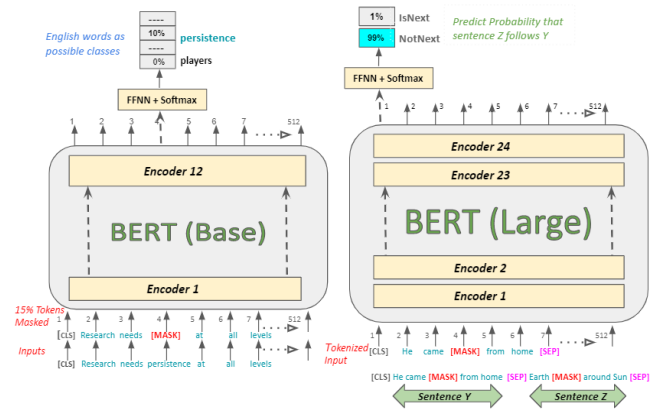 English words as
possible classes
----
10%
persistence
----
0%
players
FFNN + Softmax
1 2 3 4 5 6 7 512
Encoder 12
BERT (Base)
Encoder 1
15% Tokens
Masked
1 2 3 4 5 6 7 512
[CLS] Research needs [MASK] at all levels
Inputs
[CLS] Research needs persistence at all levels
1%
IsNext
99%
NotNext
Predict Probability that
sentence Z follows Y
FFNN + Softmax
1 2 3 4 5 6 7 512
Encoder 24
Encoder 23
BERT (Large)
Encoder 2
Encoder 1
1 2 3 4 5 6 7 512
Tokenized
Input
[CLS] He came [MASK] from home [SEP]
[CLS] He came [MASK] from home [SEP] Earth [MASK] around Sun [SEP]
Sentence Y
Sentence Z